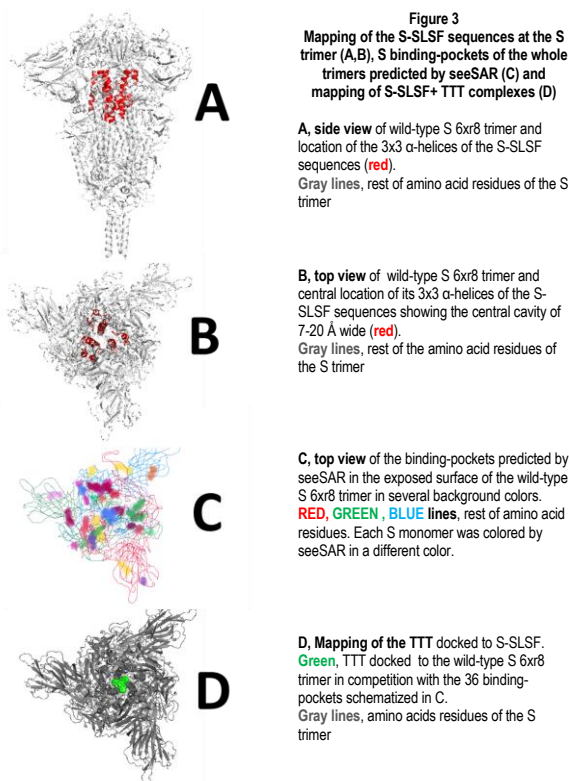 Figure 3
Mapping of the S-SLSF sequences at the S
trimer (A,B), S binding-pockets of the whole
trimers predicted by seeSAR (C) and
mapping of S-SLSF+ TTT complexes (D)
A
A, side view of wild-type S 6xr8 trimer and
location of the 3x3 α-helices of the S-SLSF
sequences (red).
Gray lines, rest of amino acid residues of the S
trimer
B
B, top view of wild-type S 6xr8 trimer and
central location of its 3x3 α-helices of the S-
SLSF sequences showing the central cavity of
7-20 Å wide (red).
Gray lines, rest of the amino acid residues of
the S trimer
C
C, top view of the binding-pockets predicted by
seeSAR in the exposed surface of the wild-type
S 6xr8 trimer in several background colors.
RED, GREEN , BLUE lines, rest of amino acid
residues. Each S monomer was colored by
seeSAR in a different color.
D
D, Mapping of the TTT docked to S-SLSF.
Green, TTT docked to the wild-type S 6xr8
trimer in competition with the 36 binding-
pockets schematized in C.
Gray lines, amino acids residues of the S
trimer